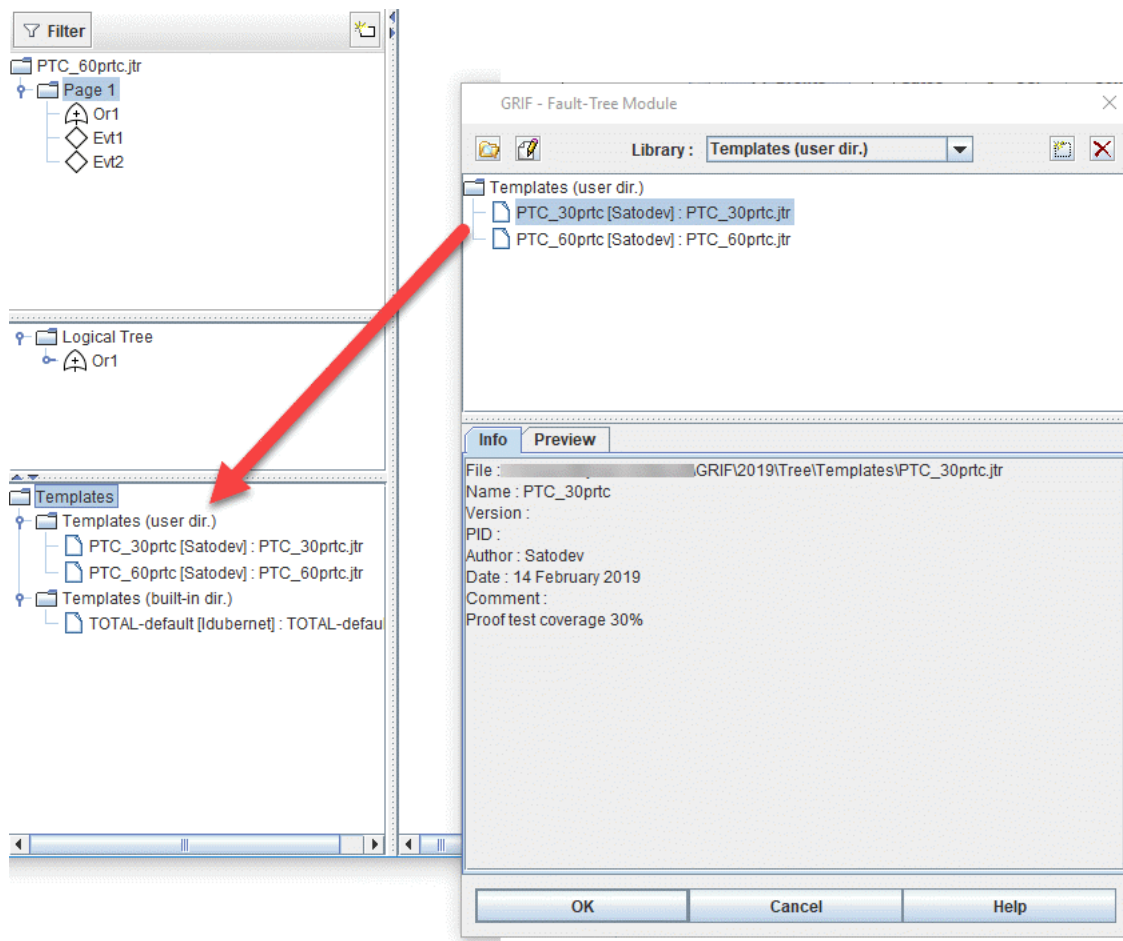 Filter
PTC_60prtc.jtr
Page 1
Or1
Evt1
Evt2
Logical Tree
Or1
Templates
Templates (user dir.)
PTC_30prtc [Satodev] : PTC_30prtc.jtr
PTC_60prtc [Satodev] : PTC_60prtc.jtr
Templates (built-in dir.)
TOTAL-default [ldubernet] : TOTAL-defau
GRIF - Fault-Tree Module
Library : Templates (user dir.)
Templates (user dir.)
PTC_30prtc [Satodev] : PTC_30prtc.jtr
PTC_60prtc [Satodev] : PTC_60prtc.jtr
Info Preview
File : \GRIF\2019\Tree\Templates\PTC_30prtc.jtr
Name : PTC_30prtc
Version :
PID :
Author : Satodev
Date : 14 February 2019
Comment :
Proof test coverage 30%
OK Cancel Help